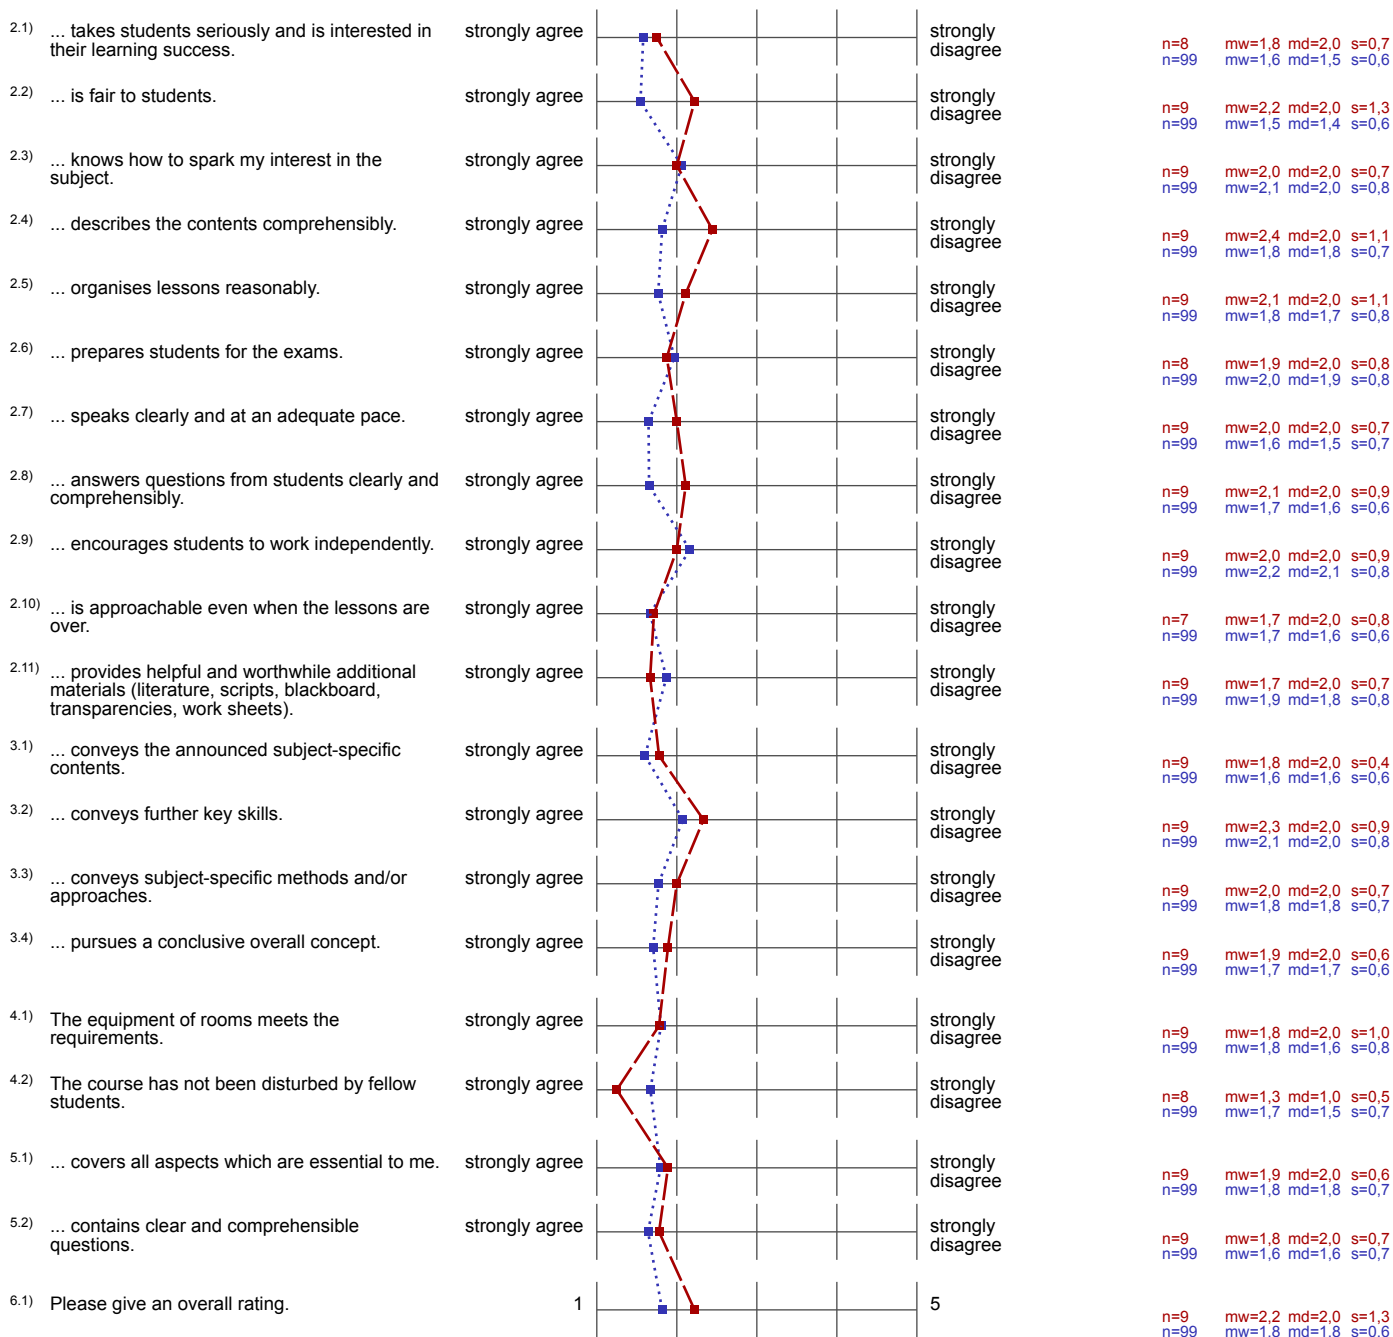 2.1) ... takes students seriously and is interested in their learning success. strongly agree strongly disagree n=8 mw=1,8 md=2,0 s=0,7
n=99 mw=1,6 md=1,5 s=0,6
2.2) ... is fair to students. strongly agree strongly disagree n=9 mw=2,2 md=2,0 s=1,3
n=99 mw=1,5 md=1,4 s=0,6
2.3) ... knows how to spark my interest in the subject. strongly agree strongly disagree n=9 mw=2,0 md=2,0 s=0,7
n=99 mw=2,1 md=2,0 s=0,8
2.4) ... describes the contents comprehensibly. strongly agree strongly disagree n=9 mw=2,4 md=2,0 s=1,1
n=99 mw=1,8 md=1,8 s=0,7
2.5) ... organises lessons reasonably. strongly agree strongly disagree n=9 mw=2,1 md=2,0 s=1,1
n=99 mw=1,8 md=1,7 s=0,8
2.6) ... prepares students for the exams. strongly agree strongly disagree n=8 mw=1,9 md=2,0 s=0,8
n=99 mw=2,0 md=1,9 s=0,8
2.7) ... speaks clearly and at an adequate pace. strongly agree strongly disagree n=9 mw=2,0 md=2,0 s=0,7
n=99 mw=1,6 md=1,5 s=0,7
2.8) ... answers questions from students clearly and comprehensibly. strongly agree strongly disagree n=9 mw=2,1 md=2,0 s=0,9
n=99 mw=1,7 md=1,6 s=0,6
2.9) ... encourages students to work independently. strongly agree strongly disagree n=9 mw=2,0 md=2,0 s=0,9
n=99 mw=2,2 md=2,1 s=0,8
2.10) ... is approachable even when the lessons are over. strongly agree strongly disagree n=7 mw=1,7 md=2,0 s=0,8
n=99 mw=1,7 md=1,6 s=0,6
2.11) ... provides helpful and worthwhile additional materials (literature, scripts, blackboard, transparencies, work sheets). strongly agree strongly disagree n=9 mw=1,7 md=2,0 s=0,7
n=99 mw=1,9 md=1,8 s=0,8
3.1) ... conveys the announced subject-specific contents. strongly agree strongly disagree n=9 mw=1,8 md=2,0 s=0,4
n=99 mw=1,6 md=1,6 s=0,6
3.2) ... conveys further key skills. strongly agree strongly disagree n=9 mw=2,3 md=2,0 s=0,9
n=99 mw=2,1 md=2,0 s=0,8
3.3) ... conveys subject-specific methods and/or approaches. strongly agree strongly disagree n=9 mw=2,0 md=2,0 s=0,7
n=99 mw=1,8 md=1,8 s=0,7
3.4) ... pursues a conclusive overall concept. strongly agree strongly disagree n=9 mw=1,9 md=2,0 s=0,6
n=99 mw=1,7 md=1,7 s=0,6
4.1) The equipment of rooms meets the requirements. strongly agree strongly disagree n=9 mw=1,8 md=2,0 s=1,0
n=99 mw=1,8 md=1,6 s=0,8
4.2) The course has not been disturbed by fellow students. strongly agree strongly disagree n=8 mw=1,3 md=1,0 s=0,5
n=99 mw=1,7 md=1,5 s=0,7
5.1) ... covers all aspects which are essential to me. strongly agree strongly disagree n=9 mw=1,9 md=2,0 s=0,6
n=99 mw=1,8 md=1,8 s=0,7
5.2) ... contains clear and comprehensible questions. strongly agree strongly disagree n=9 mw=1,8 md=2,0 s=0,7
n=99 mw=1,6 md=1,6 s=0,7
6.1) Please give an overall rating. 1 5 n=9 mw=2,2 md=2,0 s=1,3
n=99 mw=1,8 md=1,8 s=0,6